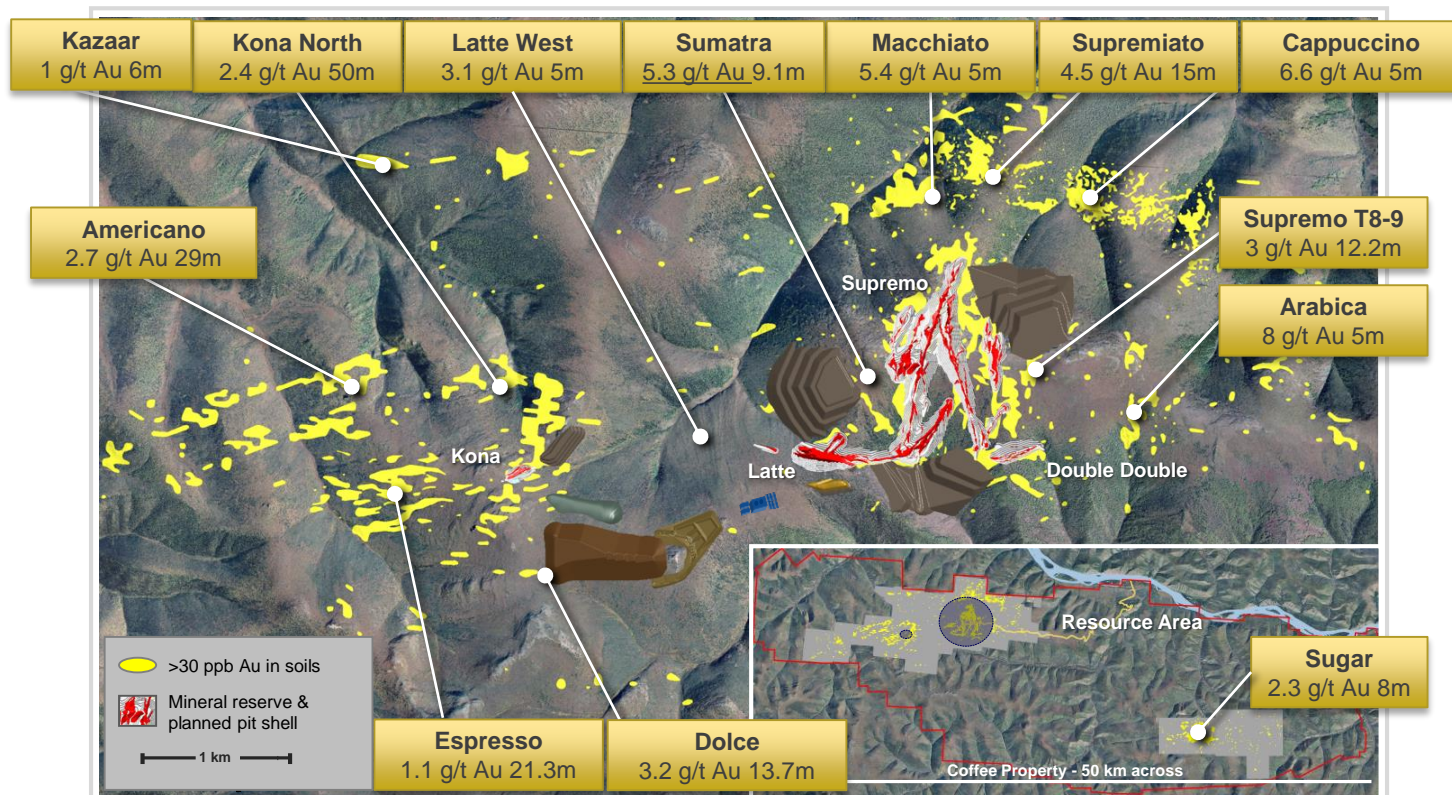 Kazaar
1 g/t Au 6m
Kona North
2.4 g/t Au 50m
Latte West
3.1 g/t Au 5m
Sumatra
5.3 g/t Au 9.1m
Macchiato
5.4 g/t Au 5m
Supremiato
4.5 g/t Au 15m
Cappuccino
6.6 g/t Au 5m
Americano
2.7 g/t Au 29m
Supremo T8-9
3 g/t Au 12.2m
Supremo
Arabica
8 g/t Au 5m
Kona
Latte
Double Double
Resource Area
>30 ppb Au in soils
Mineral reserve &
planned pit shell
1 km
Sugar
2.3 g/t Au 8m
Espresso
1.1 g/t Au 21.3m
Dolce
3.2 g/t Au 13.7m
Coffee Property - 50 km across